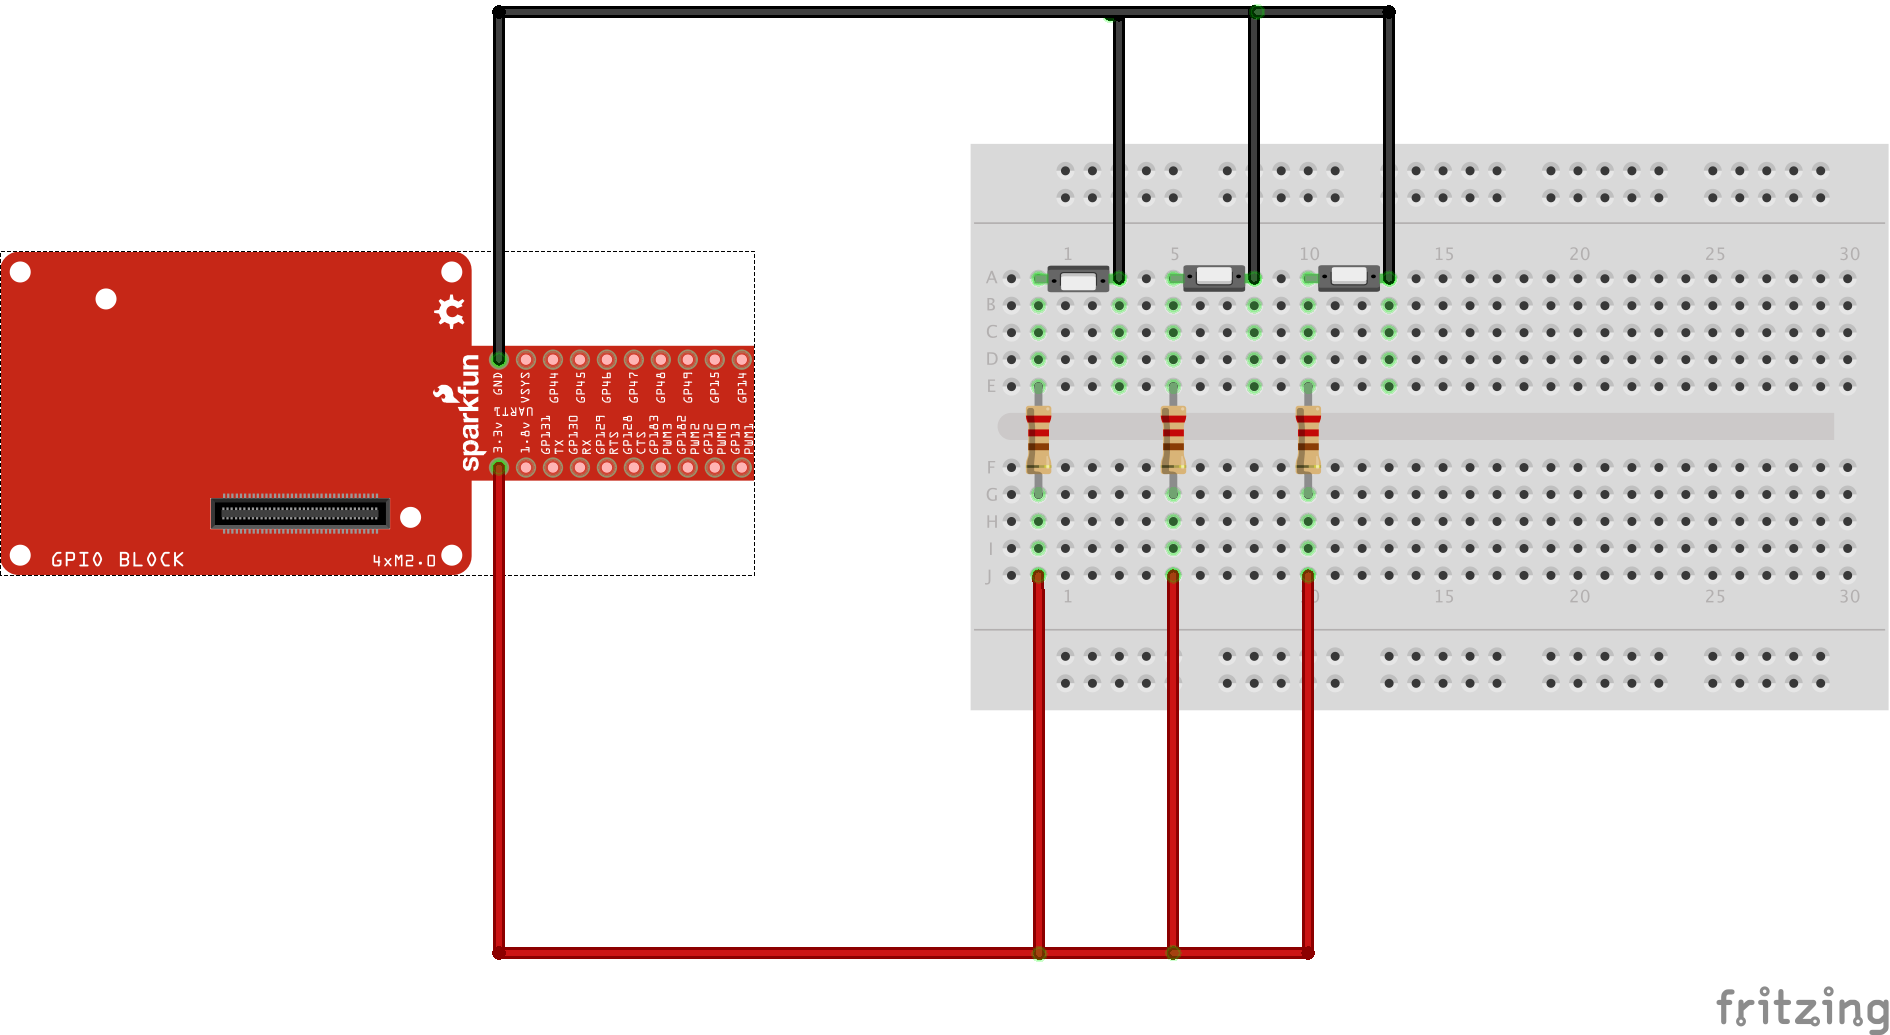 1 5 10 15 20 25 30
A
B
C
D
E
F
G
H
I
J
1 10 15 20 25 30
sparkfun
GND
VSYS
GP44
GP45
GP46
GP47
GP48
GP49
GP15
GP14
UART1
3.3v
1.8v
GP131
TX
GP130
RX
GP129
RTS
GP128
CTS
GP183
PWM3
GP182
PWM2
GP12
PWM0
GP13
PWM1
GPIO BLOCK
4xM2.0
fritzing